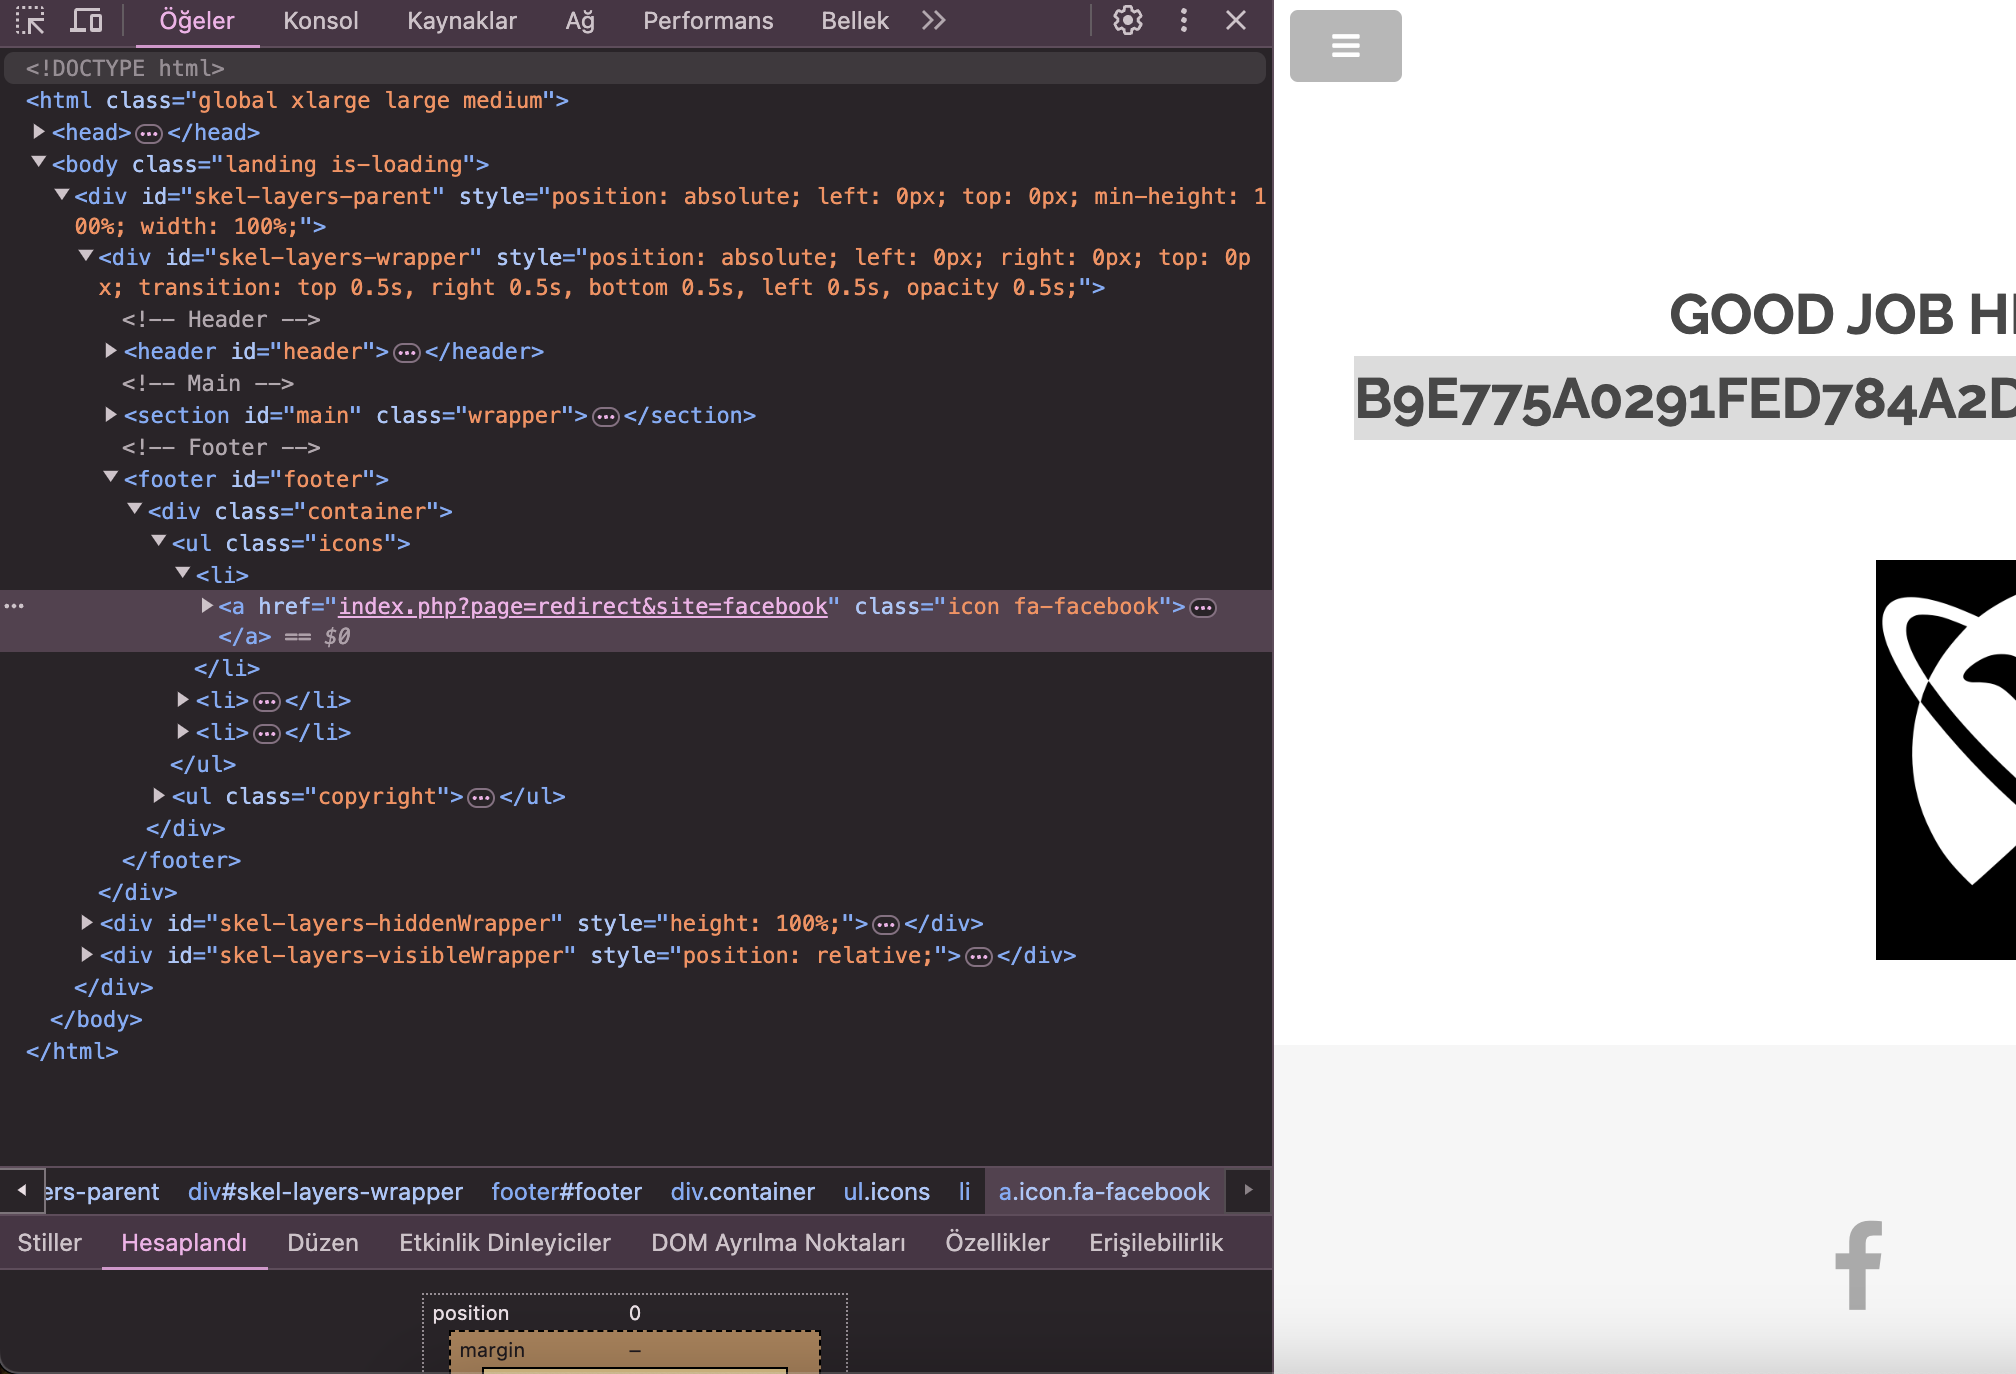 Öğeler Konsol Kaynaklar Ağ Performans Bellek
<!DOCTYPE html>
<html class="global xlarge large medium">
<head></head>
<body class="landing is-loading">
<div id="skel-layers-parent" style="position: absolute; left: 0px; top: 0px; min-height: 1
00%; width: 100%;">
<div id="skel-layers-wrapper" style="position: absolute; left: 0px; right: 0px; top: 0p
x; transition: top 0.5s, right 0.5s, bottom 0.5s, left 0.5s, opacity 0.5s;">
<!-- Header -->
<header id="header"></header>
<!-- Main -->
<section id="main" class="wrapper"></section>
<!-- Footer -->
<footer id="footer">
<div class="container">
<ul class="icons">
<li>
<a href="index.php?page=redirect&site=facebook" class="icon fa-facebook">
</a> == $0
</li>
<li></li>
<li></li>
</ul>
<ul class="copyright"></ul>
</div>
</footer>
</div>
<div id="skel-layers-hiddenWrapper" style="height: 100%;"></div>
<div id="skel-layers-visibleWrapper" style="position: relative;"></div>
</div>
</body>
</html>
ers-parent div#skel-layers-wrapper footer#footer div.container ul.icons li a.icon.fa-facebook
Stiller Hesaplandı Düzen Etkinlik Dinleyiciler DOM Ayrılma Noktaları Özellikler Erişilebilirlik
position 0
margin –
GOOD JOB
B9E775A0291FED784A2D